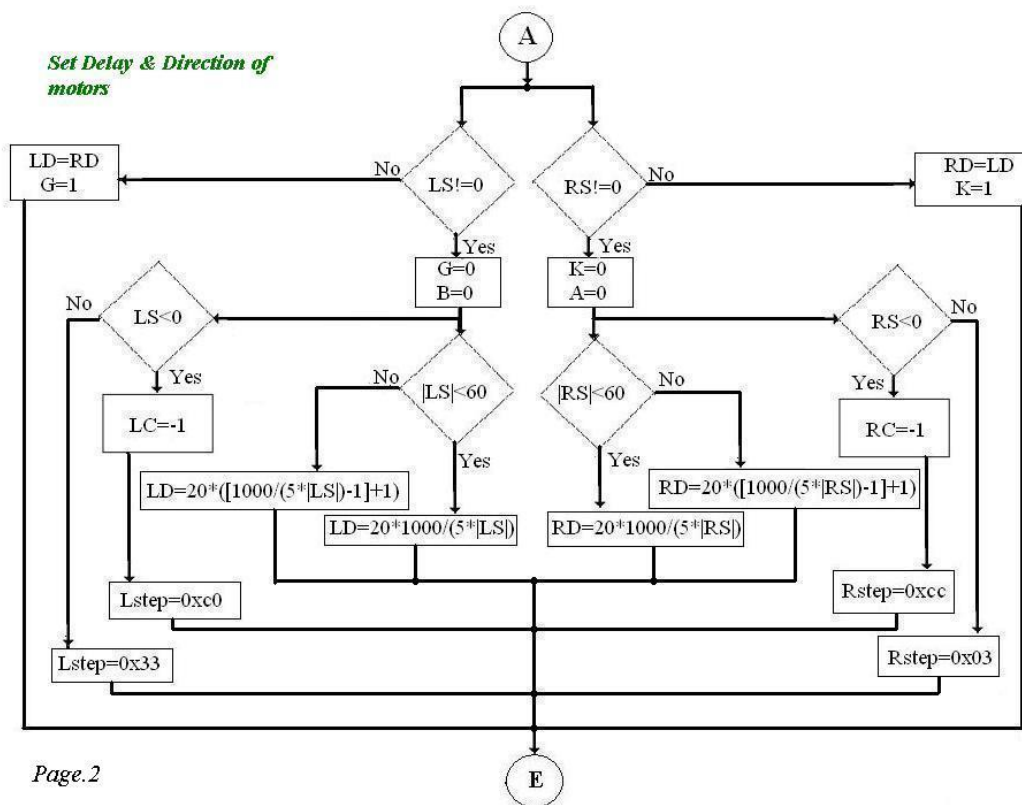 A
Set Delay & Direction of
motors
LD=RD
G=1
No
LS!=0
RS!=0
No
RD=LD
K=1
Yes
Yes
G=0
B=0
K=0
A=0
No
LS<0
RS<0
No
Yes
No
|LS|<60
|RS|<60
No
Yes
LC=-1
RC=-1
Yes
Yes
LD=20*([1000/(5*|LS|)-1]+1)
RD=20*([1000/(5*|RS|)-1]+1)
LD=20*1000/(5*|LS|)
RD=20*1000/(5*|RS|)
Lstep=0xc0
Rstep=0xcc
Lstep=0x33
Rstep=0x03
Page.2
E